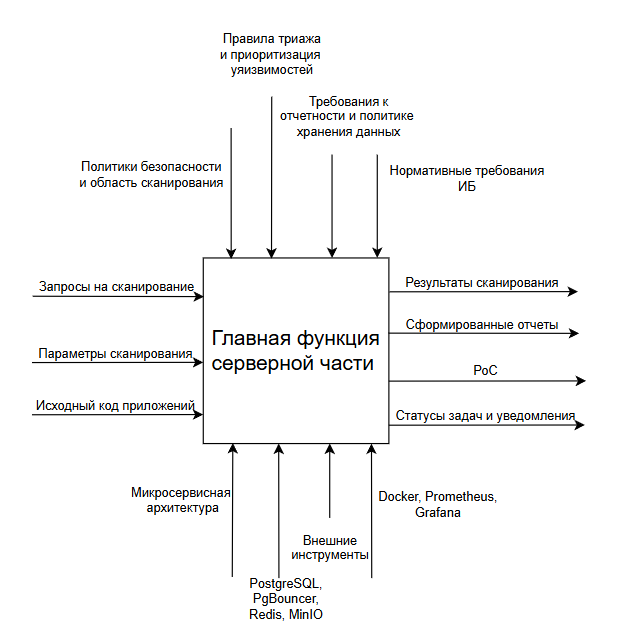 Правила триажа
и приоритизация
уязвимостей
Требования к
отчетности и политике
хранения данных
Политики безопасности
и область сканирования
Нормативные требования
ИБ
Запросы на сканирование
Параметры сканирования
Исходный код приложений
Главная функция
серверной части
Результаты сканирования
Сформированные отчеты
PoC
Статусы задач и уведомления
Микросервисная
архитектура
Docker, Prometheus,
Grafana
Внешние
инструменты
PostgreSQL,
PgBouncer,
Redis, MinIO